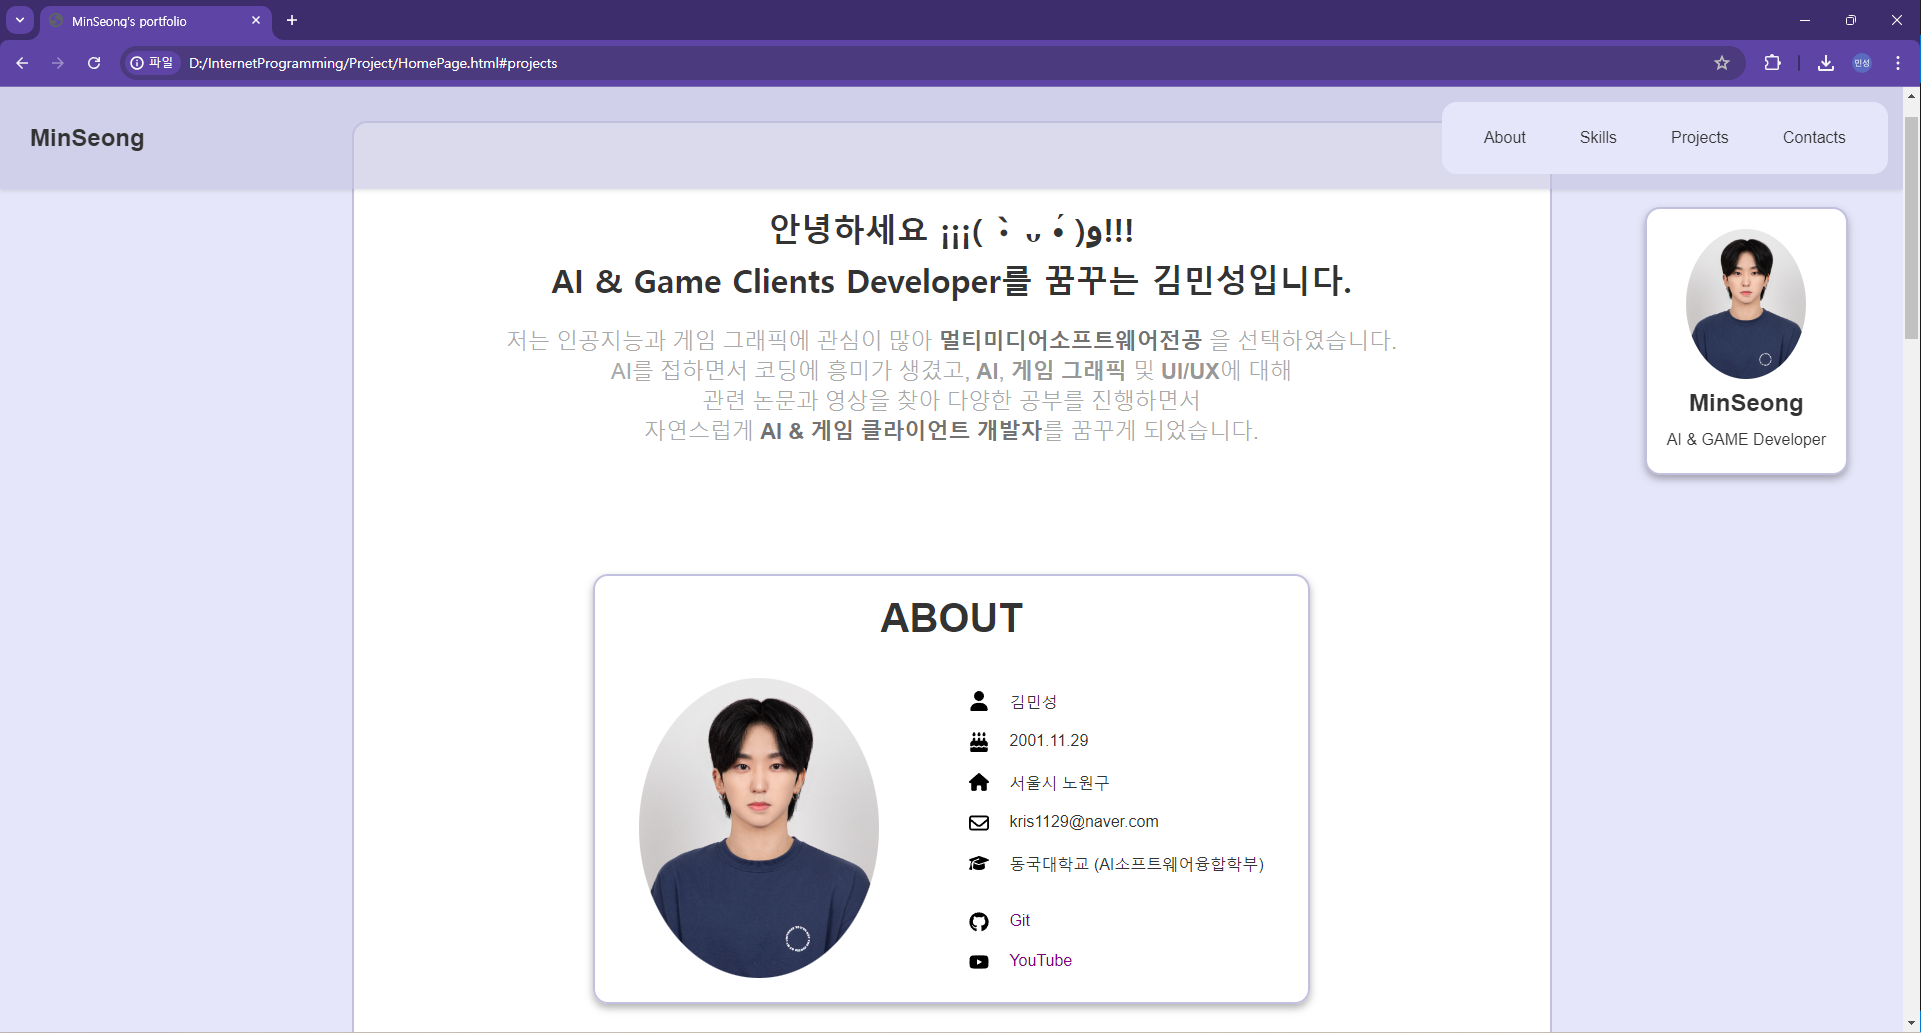 MinSeong's portfolio
파일
D:/InternetProgramming/Project/HomePage.html#projects
민성
MinSeong
About
Skills
Projects
Contacts
안녕하세요 ¡¡¡( •̀ ᴗ •́ )و!!!
AI & Game Clients Developer를 꿈꾸는 김민성입니다.
저는 인공지능과 게임 그래픽에 관심이 많아 멀티미디어소프트웨어전공 을 선택하였습니다.
AI를 접하면서 코딩에 흥미가 생겼고, AI, 게임 그래픽 및 UI/UX에 대해
관련 논문과 영상을 찾아 다양한 공부를 진행하면서
자연스럽게 AI & 게임 클라이언트 개발자를 꿈꾸게 되었습니다.
MinSeong
AI & GAME Developer
ABOUT
김민성
2001.11.29
서울시 노원구
kris1129@naver.com
동국대학교 (AI소프트웨어융합학부)
Git
YouTube